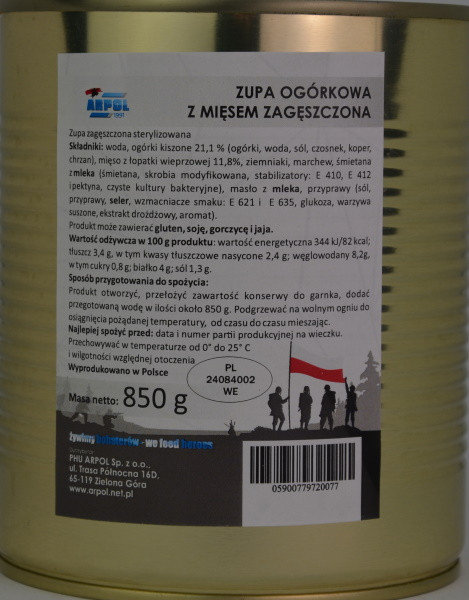 ARPOL
1991
ZUPA OGÓRKOWA
Z MIĘSEM ZAGĘSZCZONA
Zupa zagęszczona sterylizowana
Składniki: woda, ogórki kiszone 21,1 % (ogórki, woda, sól, czosnek, koper,
chrzan), mięso z łopatki wieprzowej 11,8%, ziemniaki, marchew, śmietana
z mleka (śmietana, skrobia modyfikowana, stabilizatory: E 410, E 412
i pektyna, czyste kultury bakteryjne), masło z mleka, przyprawy (sól,
przyprawy, seler, wzmacniacze smaku: E 621 i E 635, glukoza, warzywa
suszone, ekstrakt drożdżowy, aromat).
Produkt może zawierać gluten, soję, gorczycę i jaja.
Wartość odżywcza w 100 g produktu: wartość energetyczna 344 kJ/82 kcal;
tłuszcz 3,4 g, w tym kwasy tłuszczowe nasycone 2,4 g; węglowodany 8,2g,
w tym cukry 0,8 g; białko 4 g; sól 1,3 g.
Sposób przygotowania do spożycia:
Produkt otworzyć, przełożyć zawartość konserwy do garnka, dodać
przegotowaną wodę w ilości około 850 g. Podgrzewać na wolnym ogniu do
osiągnięcia pożądanej temperatury, od czasu do czasu mieszając.
Najlepiej spożyć przed: data i numer partii produkcyjnej na wieczku.
Przechowywać w temperaturze od 0° do 25° C
i wilgotności względnej otoczenia
Wyprodukowano w Polsce
PL
24084002
WE
Masa netto: 850 g
żywimy bohaterów - we feed heroes
PHU ARPOL Sp. z o.o.,
ul. Trasa Północna 16D,
65-119 Zielona Góra
www.arpol.net.pl
05900779720077